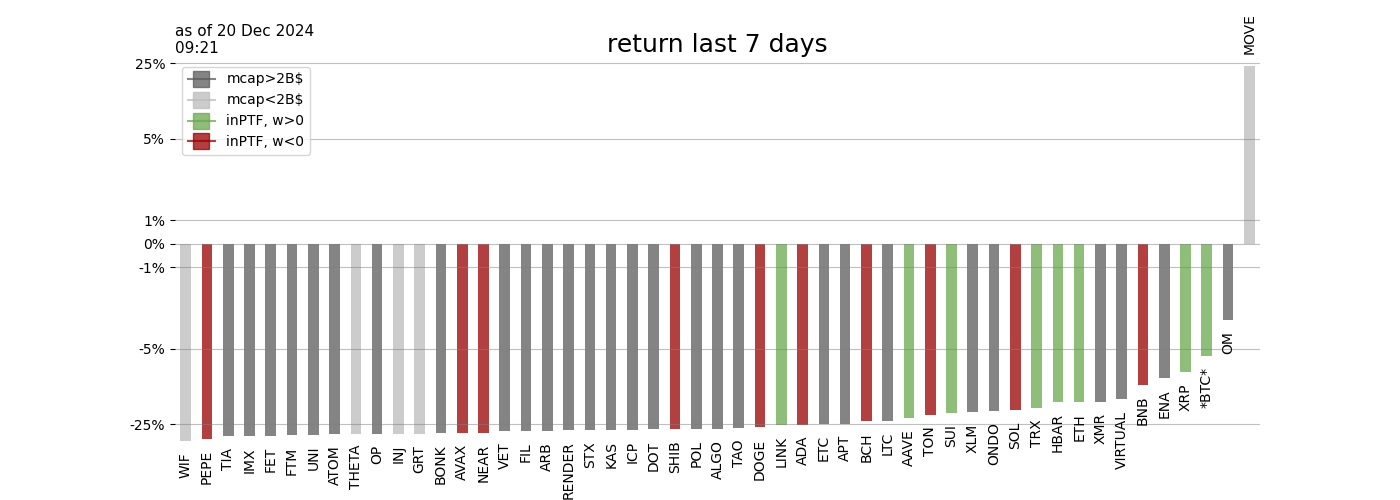 as of 20 Dec 2024
09:21
return last 7 days
MOVE
25%
5%
1%
0%
-1%
-5%
-25%
mcap>2B$
mcap<2B$
inPTF, w>0
inPTF, w<0
WIF
PEPE
TIA
IMX
FET
FTM
UNI
ATOM
THETA
OP
INJ
GRT
BONK
AVAX
NEAR
VET
FIL
ARB
RENDER
STX
KAS
ICP
DOT
SHIB
POL
ALGO
TAO
DOGE
LINK
ADA
ETC
APT
BCH
LTC
AAVE
TON
SUI
XLM
ONDO
SOL
TRX
HBAR
ETH
XMR
VIRTUAL
BNB
ENA
XRP
*BTC*
OM